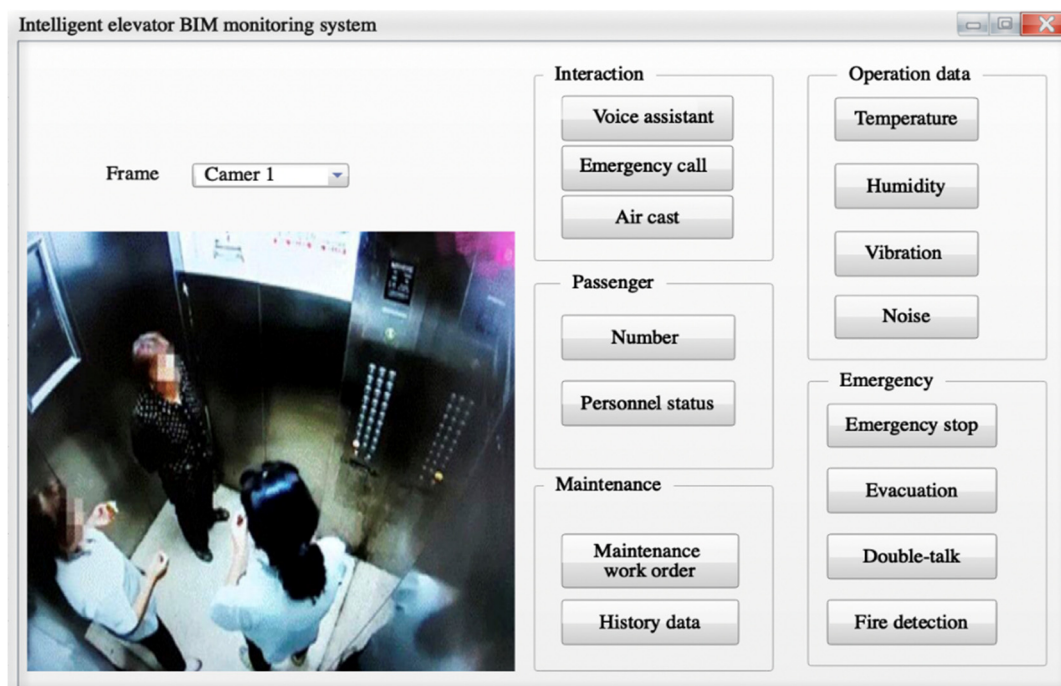 Intelligent elevator BIM monitoring system
Frame
Camer 1
Interaction
Voice assistant
Emergency call
Air cast
Passenger
Number
Personnel status
Maintenance
Maintenance
work order
History data
Operation data
Temperature
Humidity
Vibration
Noise
Emergency
Emergency stop
Evacuation
Double-talk
Fire detection